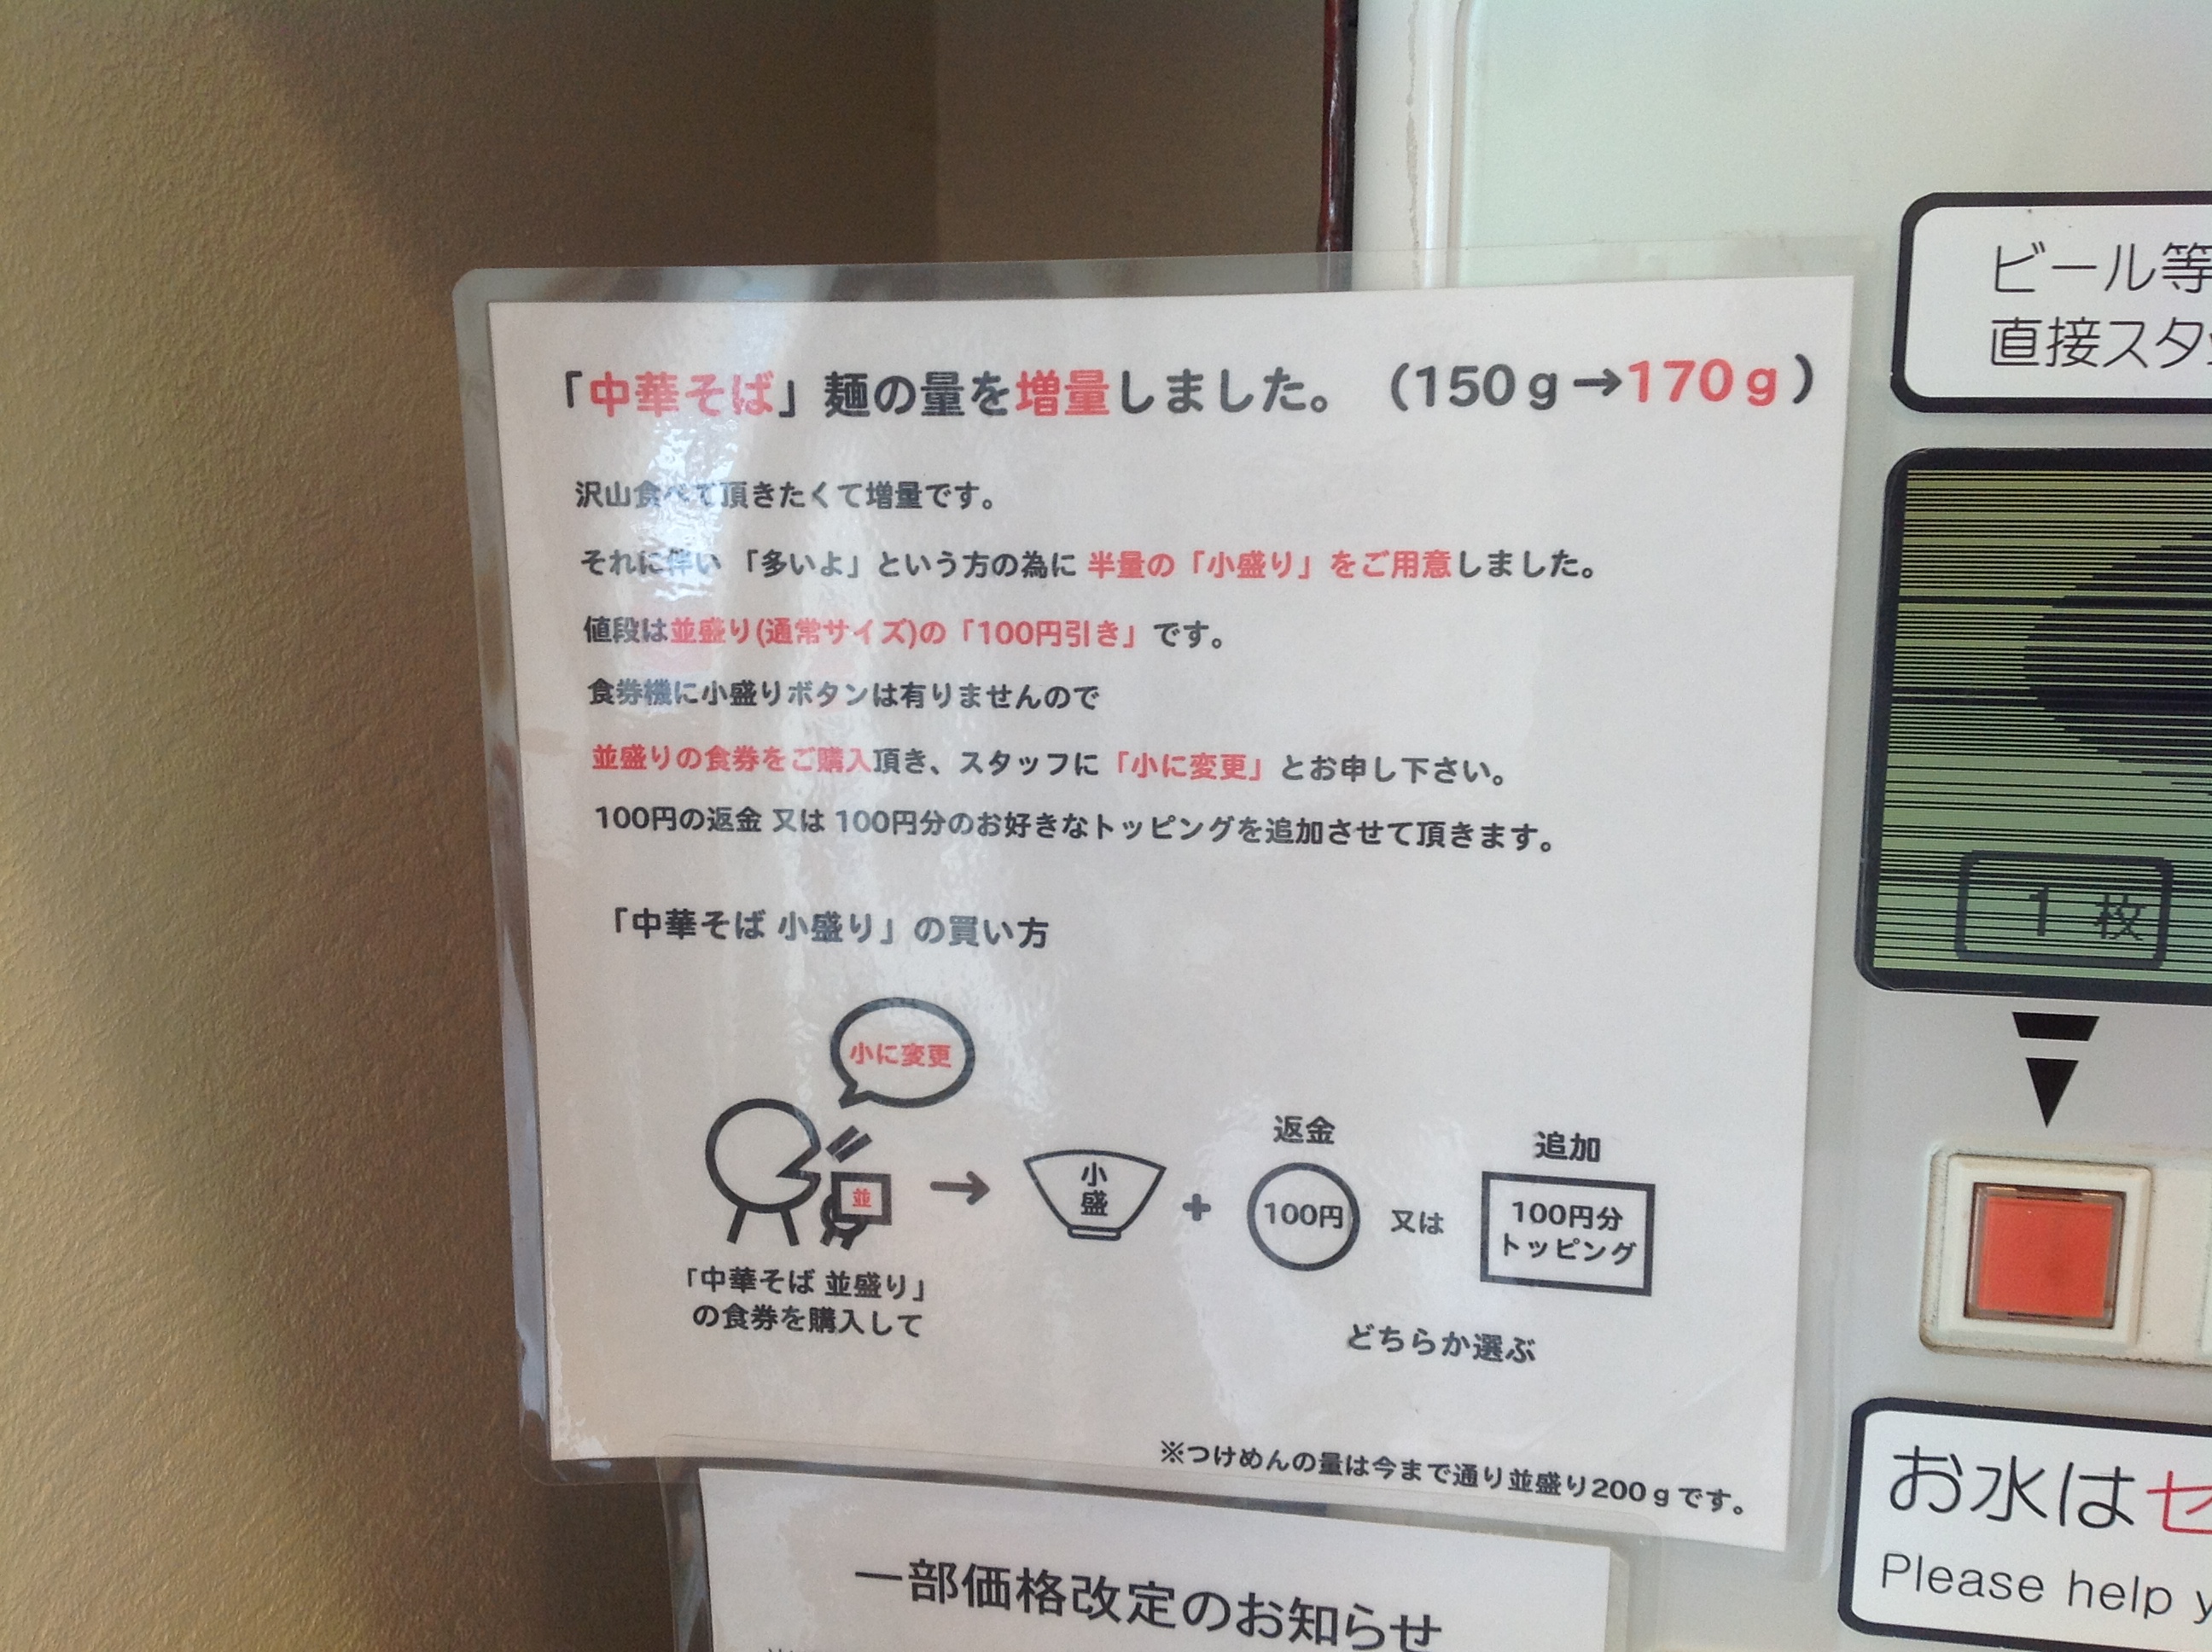 「中華そば」麺の量を増量しました。（150ｇ→170ｇ）
沢山食べて頂きたくて増量です。
それに伴い 「多いよ」という方の為に 半量の「小盛り」をご用意しました。
値段は並盛り(通常サイズ)の「100円引き」です。
食券機に小盛りボタンは有りませんので
並盛りの食券をご購入頂き、スタッフに「小に変更」とお申し下さい。
100円の返金 又は 100円分のお好きなトッピングを追加させて頂きます。
「中華そば 小盛り」の買い方
小に変更
並
→
小
盛
+
返金
100円
又は
追加
100円分
トッピング
「中華そば 並盛り」
の食券を購入して
どちらか選ぶ
※つけめんの量は今まで通り並盛り200ｇです。
一部価格改定のお知らせ
ビール等
直接スタ
1 枚
お水はセ
Please help y